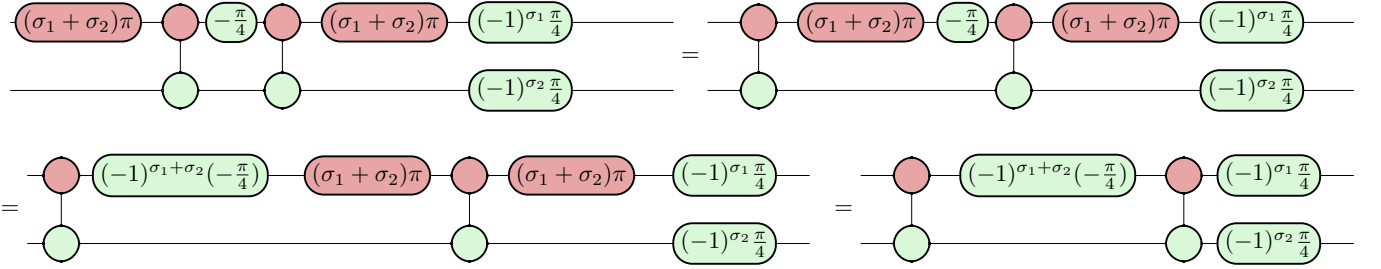 (σ₁ + σ₂)π −π/4 (σ₁ + σ₂)π (−1)^σ₁ π/4 (σ₁ + σ₂)π −π/4 (σ₁ + σ₂)π (−1)^σ₁ π/4
=
(−1)^σ₂ π/4 (−1)^σ₂ π/4
(−1)^{σ₁+σ₂}(−π/4) (σ₁ + σ₂)π (σ₁ + σ₂)π (−1)^σ₁ π/4 (−1)^{σ₁+σ₂}(−π/4) (−1)^σ₁ π/4
= =
(−1)^σ₂ π/4 (−1)^σ₂ π/4